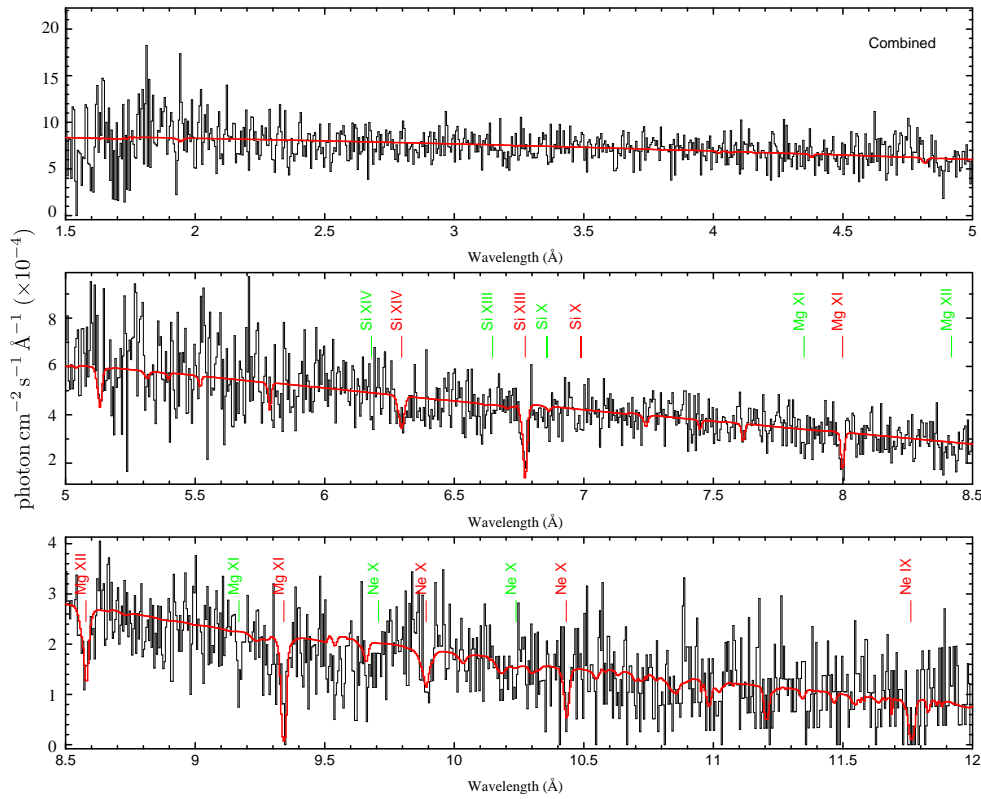 Combined
20
15
10
5
0
1.5 2 2.5 3 3.5 4 4.5 5
Wavelength (Å)
photon cm⁻² s⁻¹ Å⁻¹ (×10⁻⁴)
Si XIV Si XIV Si XIII Si XIII Si X Si X Mg XI Mg XI Mg XII
8
6
4
2
5 5.5 6 6.5 7 7.5 8 8.5
Wavelength (Å)
Mg XII Mg XI Mg XI Ne X Ne X Ne X Ne X Ne IX
4
3
2
1
0
8.5 9 9.5 10 10.5 11 11.5 12
Wavelength (Å)